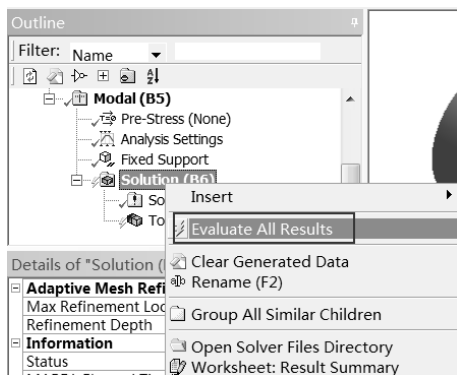 Outline
Filter: Name
Modal (B5)
Pre-Stress (None)
Analysis Settings
Fixed Support
Solution (B6)
So
To
Insert
Evaluate All Results
Clear Generated Data
Rename (F2)
Group All Similar Children
Open Solver Files Directory
Worksheet: Result Summary
Details of "Solution (
Adaptive Mesh Refi
Max Refinement Loo
Refinement Depth
Information
Status